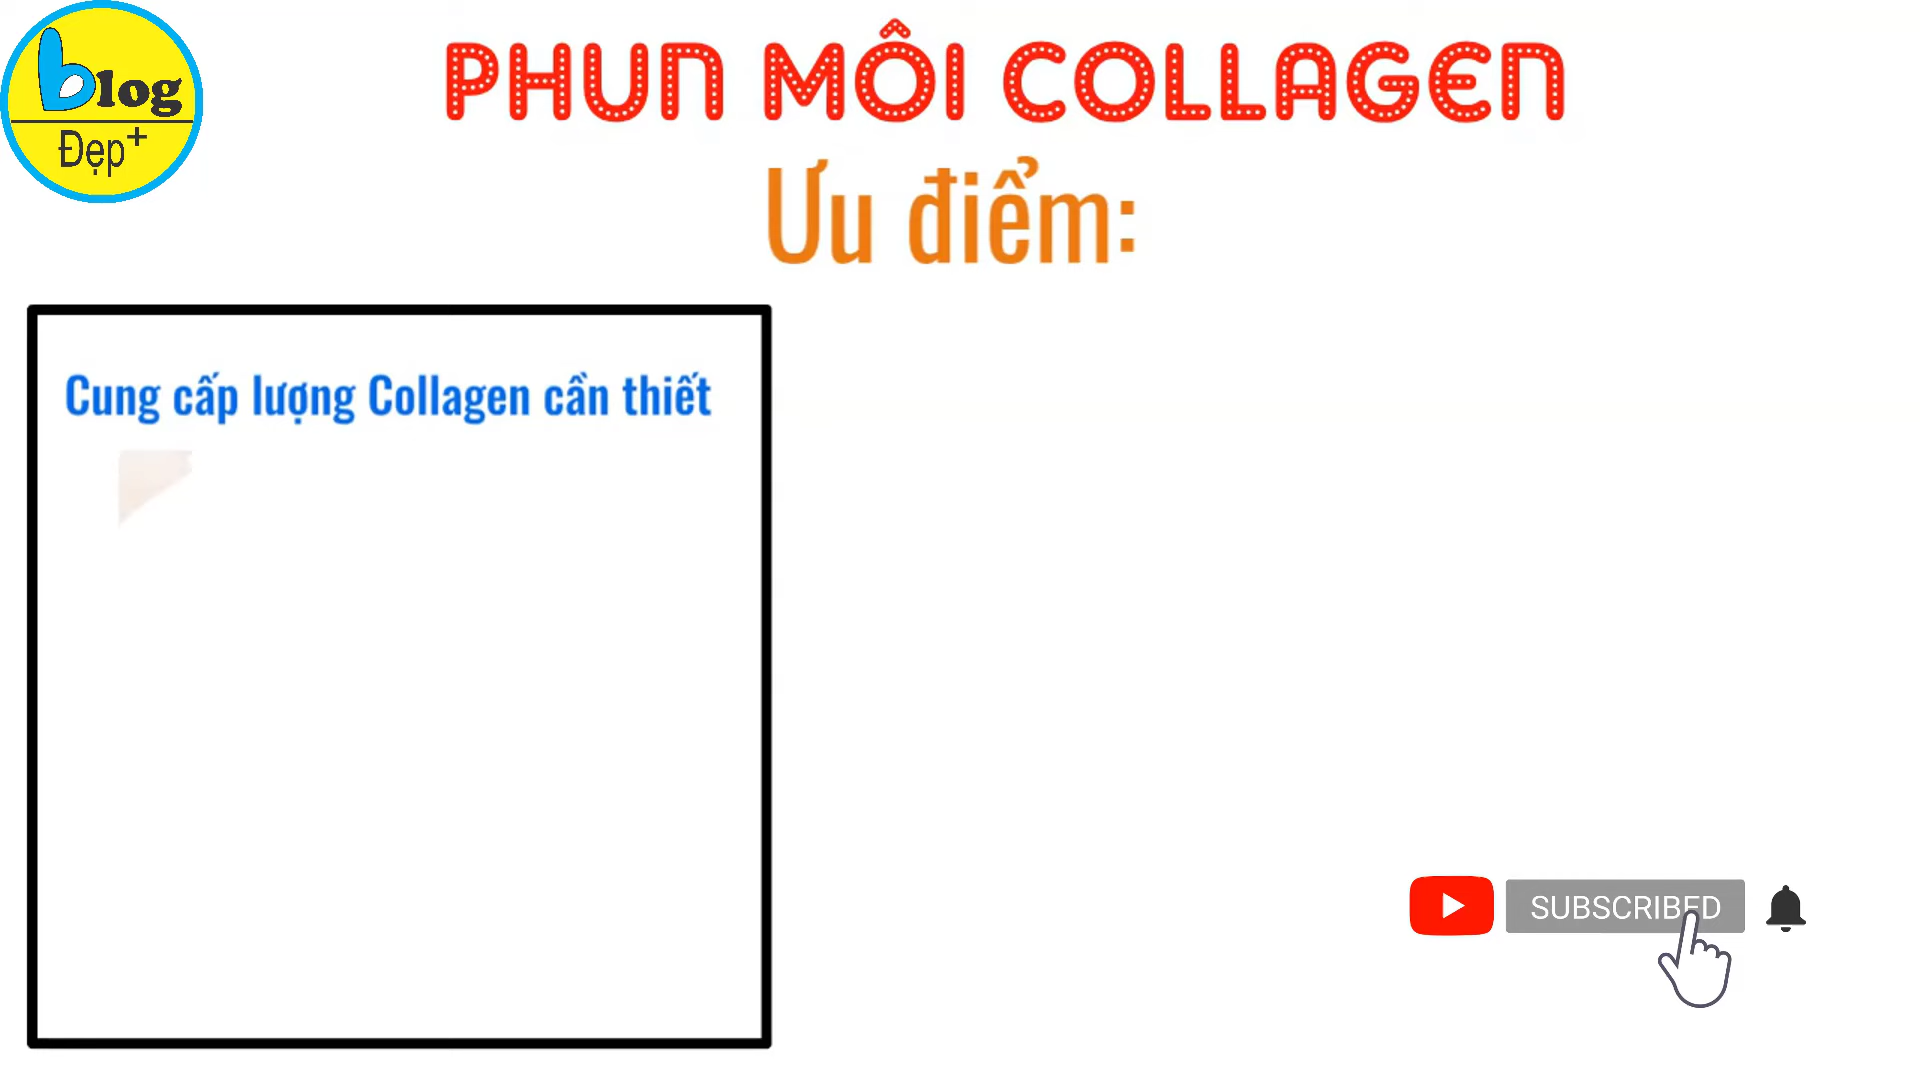 blog
Đẹp+
PHUN MÔI COLLAGEN
Ưu điểm:
Cung cấp lượng Collagen cần thiết
SUBSCRIBED